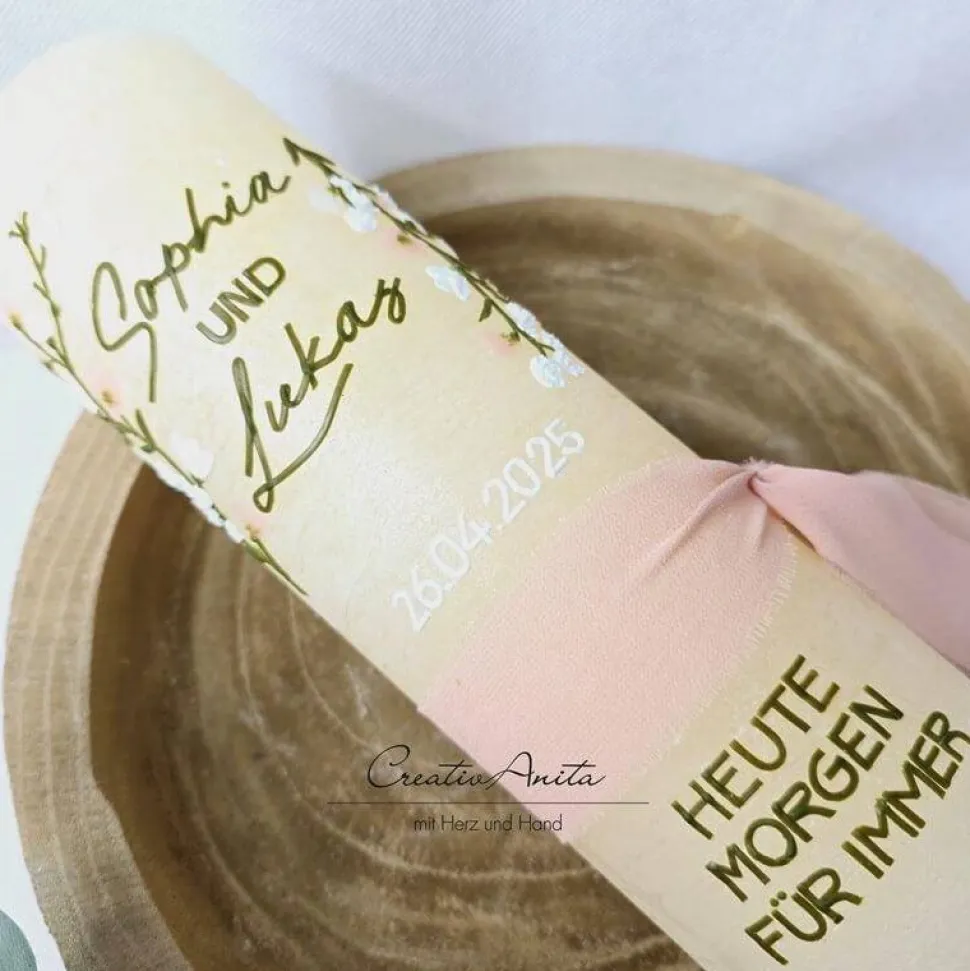 Sophia
UND
Lukas
26.04.2025
HEUTE
MORGEN
FÜR IMMER
CreativAnita
mit Herz und Hand